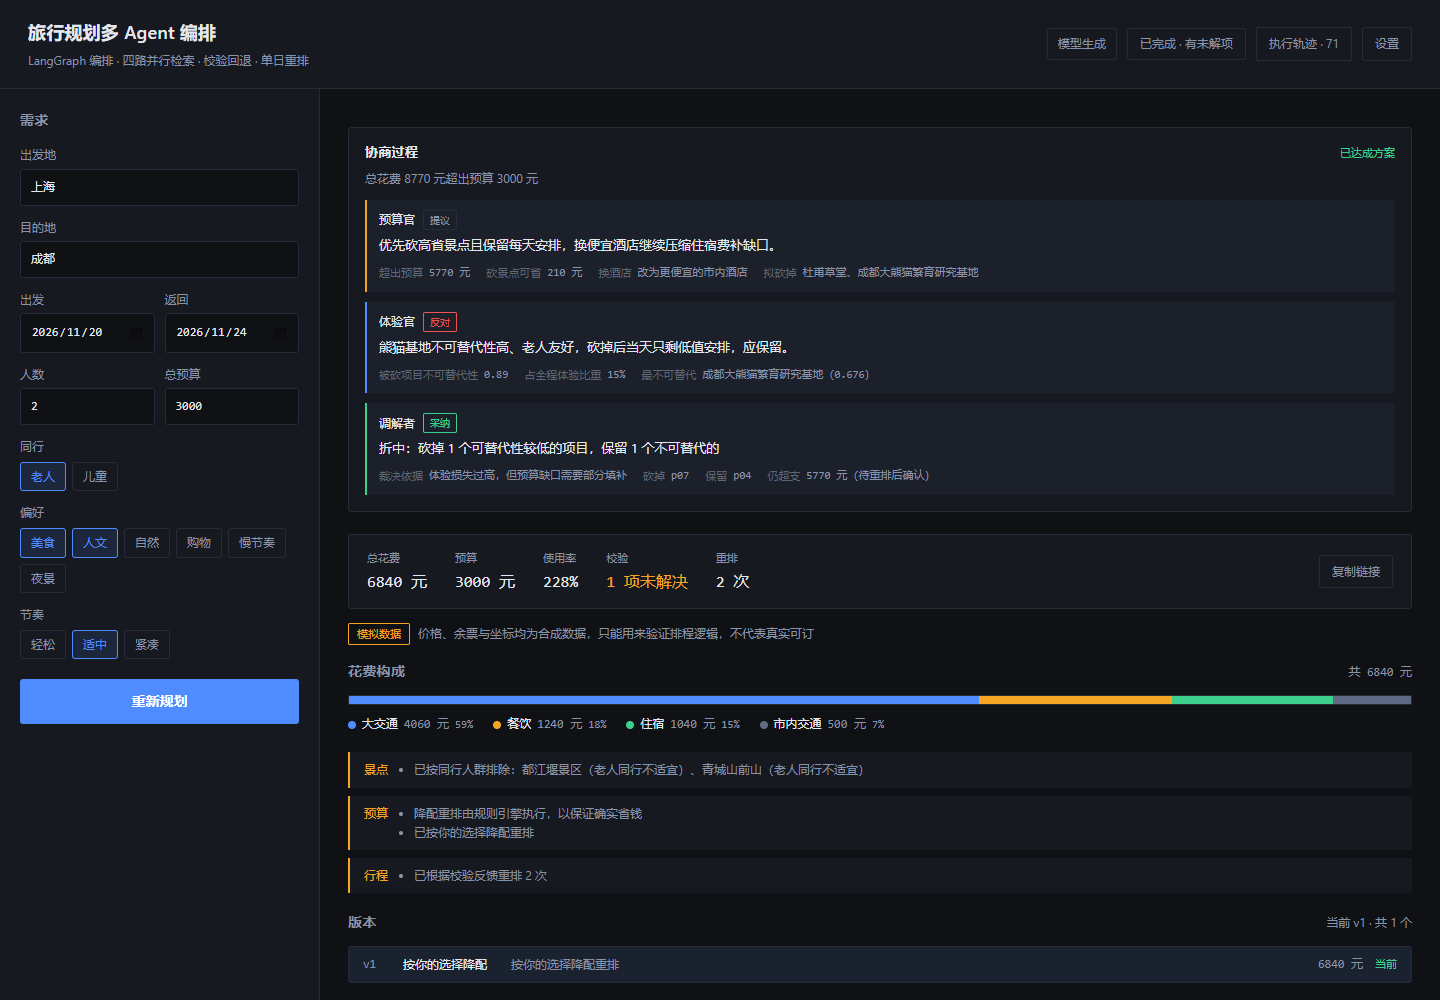 旅行规划多 Agent 编排
LangGraph 编排 · 四路并行检索 · 校验回退 · 单日重排
模型生成
已完成 · 有未解项
执行轨迹 · 71
设置
需求
出发地
上海
目的地
成都
出发 返回
2026/11/20 2026/11/24
人数 总预算
2 3000
同行
老人 儿童
偏好
美食 人文 自然 购物 慢节奏
夜景
节奏
轻松 适中 紧凑
重新规划
协商过程 已达成方案
总花费 8770 元超出预算 3000 元
预算官 提议
优先砍高省景点且保留每天安排，换便宜酒店继续压缩住宿费补缺口。
超出预算 5770 元 砍景点可省 210 元 换酒店 改为更便宜的市内酒店 拟砍掉 杜甫草堂、成都大熊猫繁育研究基地
体验官 反对
熊猫基地不可替代性高、老人友好，砍掉后当天只剩低值安排，应保留。
被砍项目不可替代性 0.89 占全程体验比重 15% 最不可替代 成都大熊猫繁育研究基地（0.676）
调解者 采纳
折中：砍掉 1 个可替代性较低的项目，保留 1 个不可替代的
裁决依据 体验损失过高，但预算缺口需要部分填补 砍掉 p07 保留 p04 仍超支 5770 元（待重排后确认）
总花费 预算 使用率 校验 重排
6840 元 3000 元 228% 1 项未解决 2 次
复制链接
模拟数据 价格、余票与坐标均为合成数据，只能用来验证排程逻辑，不代表真实可订
花费构成 共 6840 元
大交通 4060 元 59% 餐饮 1240 元 18% 住宿 1040 元 15% 市内交通 500 元 7%
景点 • 已按同行人群排除：都江堰景区（老人同行不适宜）、青城山前山（老人同行不适宜）
预算 • 降配重排由规则引擎执行，以保证确实省钱
• 已按你的选择降配重排
行程 • 已根据校验反馈重排 2 次
版本 当前 v1 · 共 1 个
v1 按你的选择降配 按你的选择降配重排 6840 元 当前